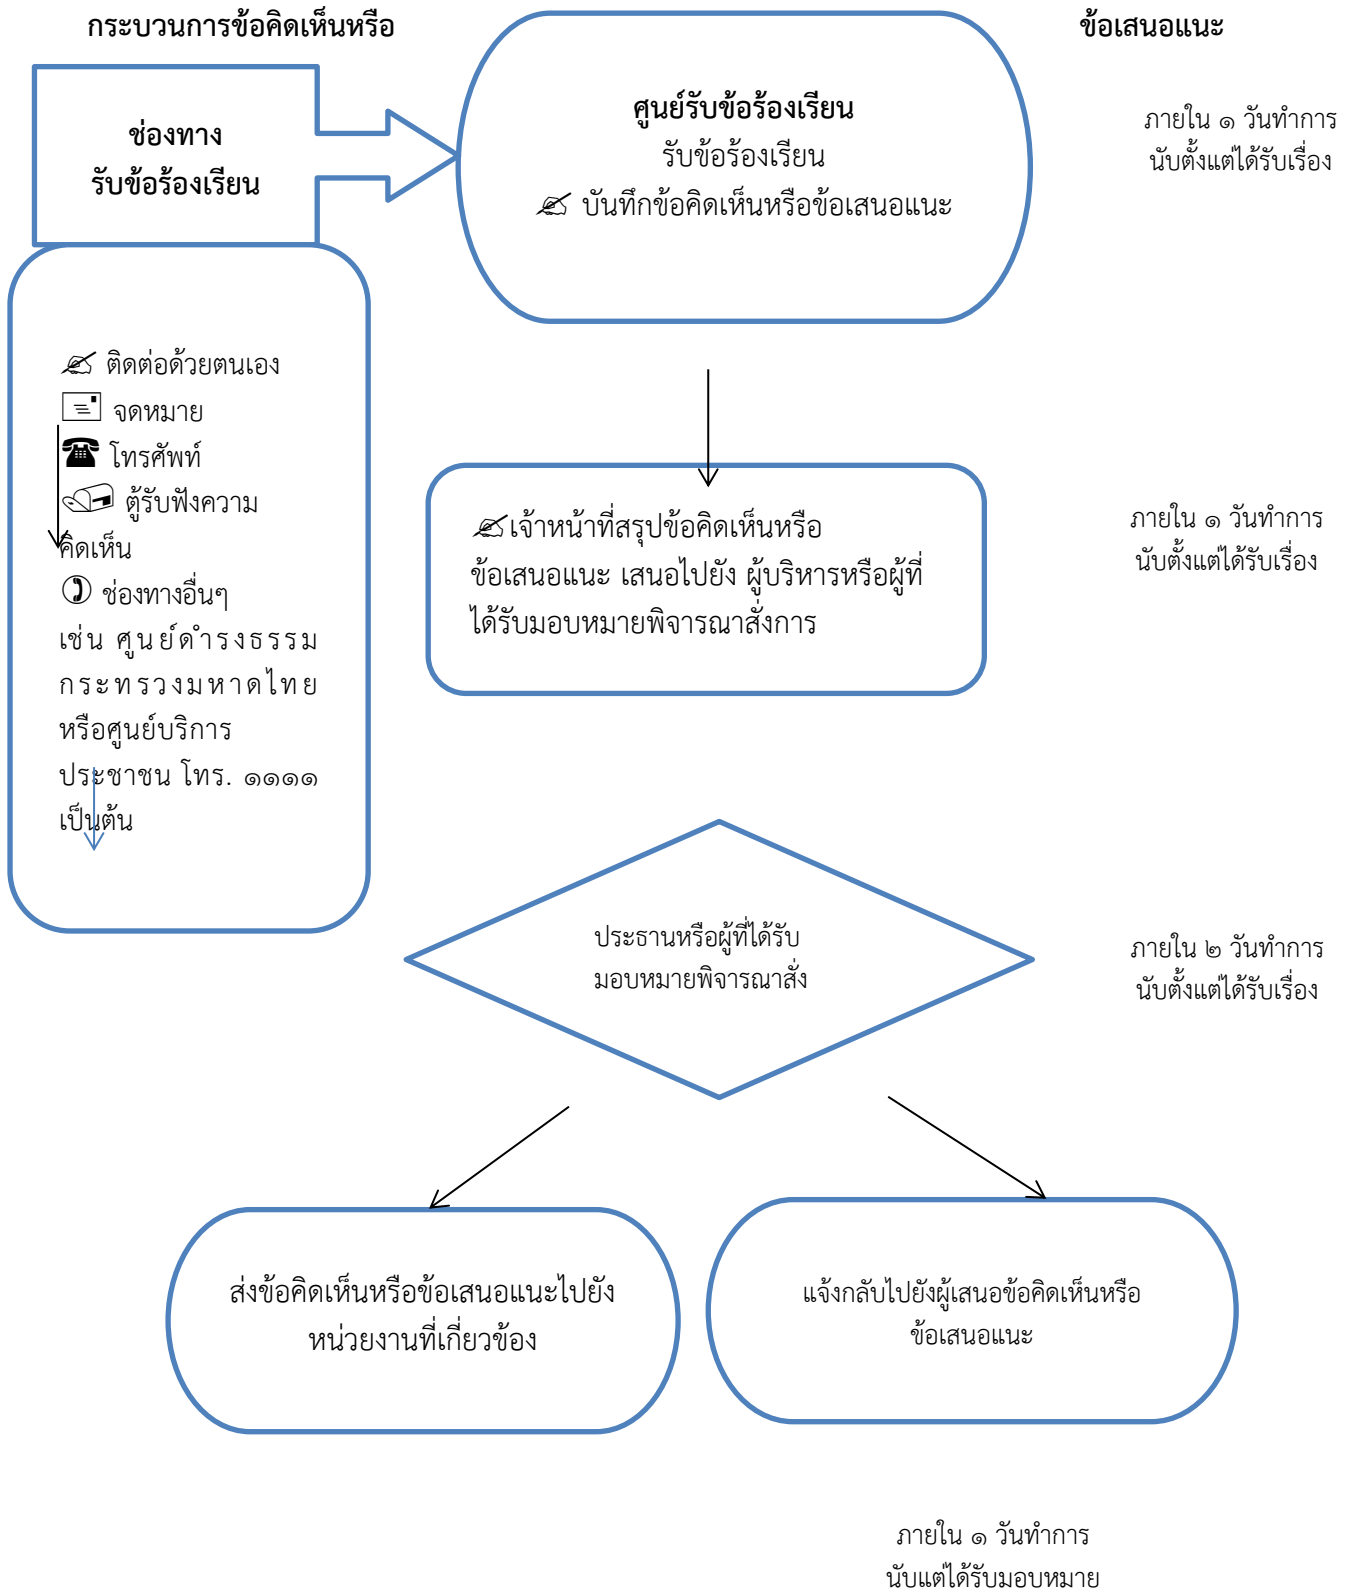 กระบวนการข้อคิดเห็นหรือ ข้อเสนอแนะ
ช่องทาง
รับข้อร้องเรียน
ศูนย์รับข้อร้องเรียน
รับข้อร้องเรียน
บันทึกข้อคิดเห็นหรือข้อเสนอแนะ
ภายใน ๑ วันทำการ
นับตั้งแต่ได้รับเรื่อง
ติดต่อด้วยตนเอง
จดหมาย
โทรศัพท์
ตู้รับฟังความ
คิดเห็น
ช่องทางอื่นๆ
เช่น ศูนย์ดำรงธรรม
กระทรวงมหาดไทย
หรือศูนย์บริการ
ประชาชน โทร. ๑๑๑๑
เป็นต้น
เจ้าหน้าที่สรุปข้อคิดเห็นหรือ
ข้อเสนอแนะ เสนอไปยัง ผู้บริหารหรือผู้ที่
ได้รับมอบหมายพิจารณาสั่งการ
ภายใน ๑ วันทำการ
นับตั้งแต่ได้รับเรื่อง
ประธานหรือผู้ที่ได้รับ
มอบหมายพิจารณาสั่ง
ภายใน ๒ วันทำการ
นับตั้งแต่ได้รับเรื่อง
ส่งข้อคิดเห็นหรือข้อเสนอแนะไปยัง
หน่วยงานที่เกี่ยวข้อง
แจ้งกลับไปยังผู้เสนอข้อคิดเห็นหรือ
ข้อเสนอแนะ
ภายใน ๑ วันทำการ
นับแต่ได้รับมอบหมาย